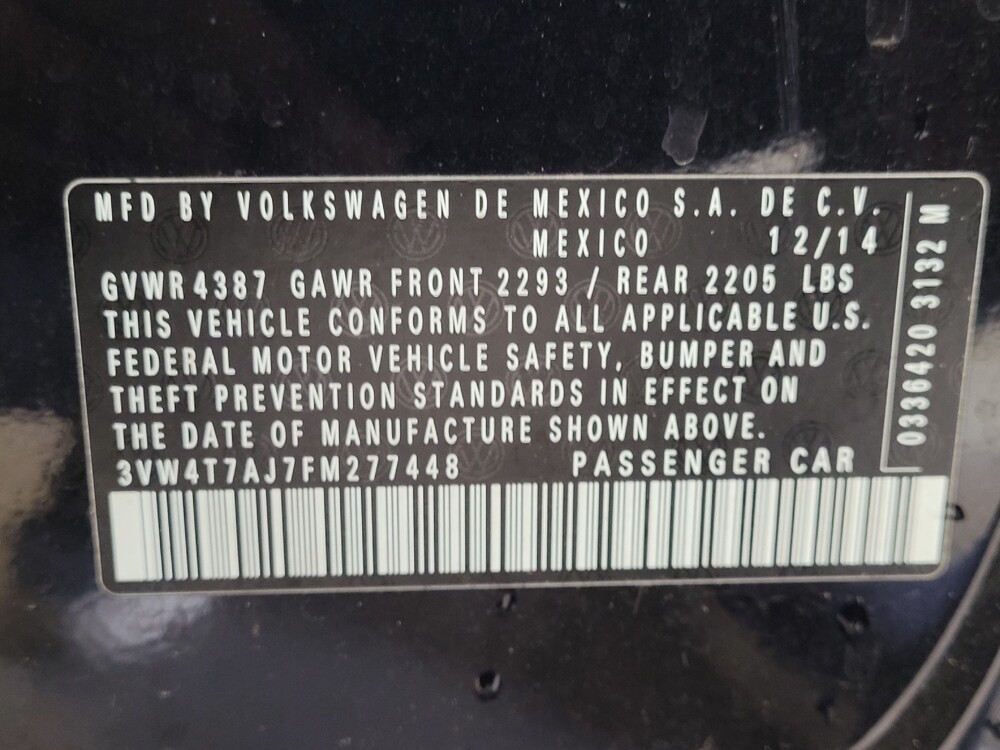 MFD BY VOLKSWAGEN DE MEXICO S.A. DE C.V.
MEXICO 12/14
GVWR 4387 GAWR FRONT 2293 / REAR 2205 LBS
THIS VEHICLE CONFORMS TO ALL APPLICABLE U.S.
FEDERAL MOTOR VEHICLE SAFETY, BUMPER AND
THEFT PREVENTION STANDARDS IN EFFECT ON
THE DATE OF MANUFACTURE SHOWN ABOVE.
3VW4T7AJ7FM277448 PASSENGER CAR
0336420 3132 M